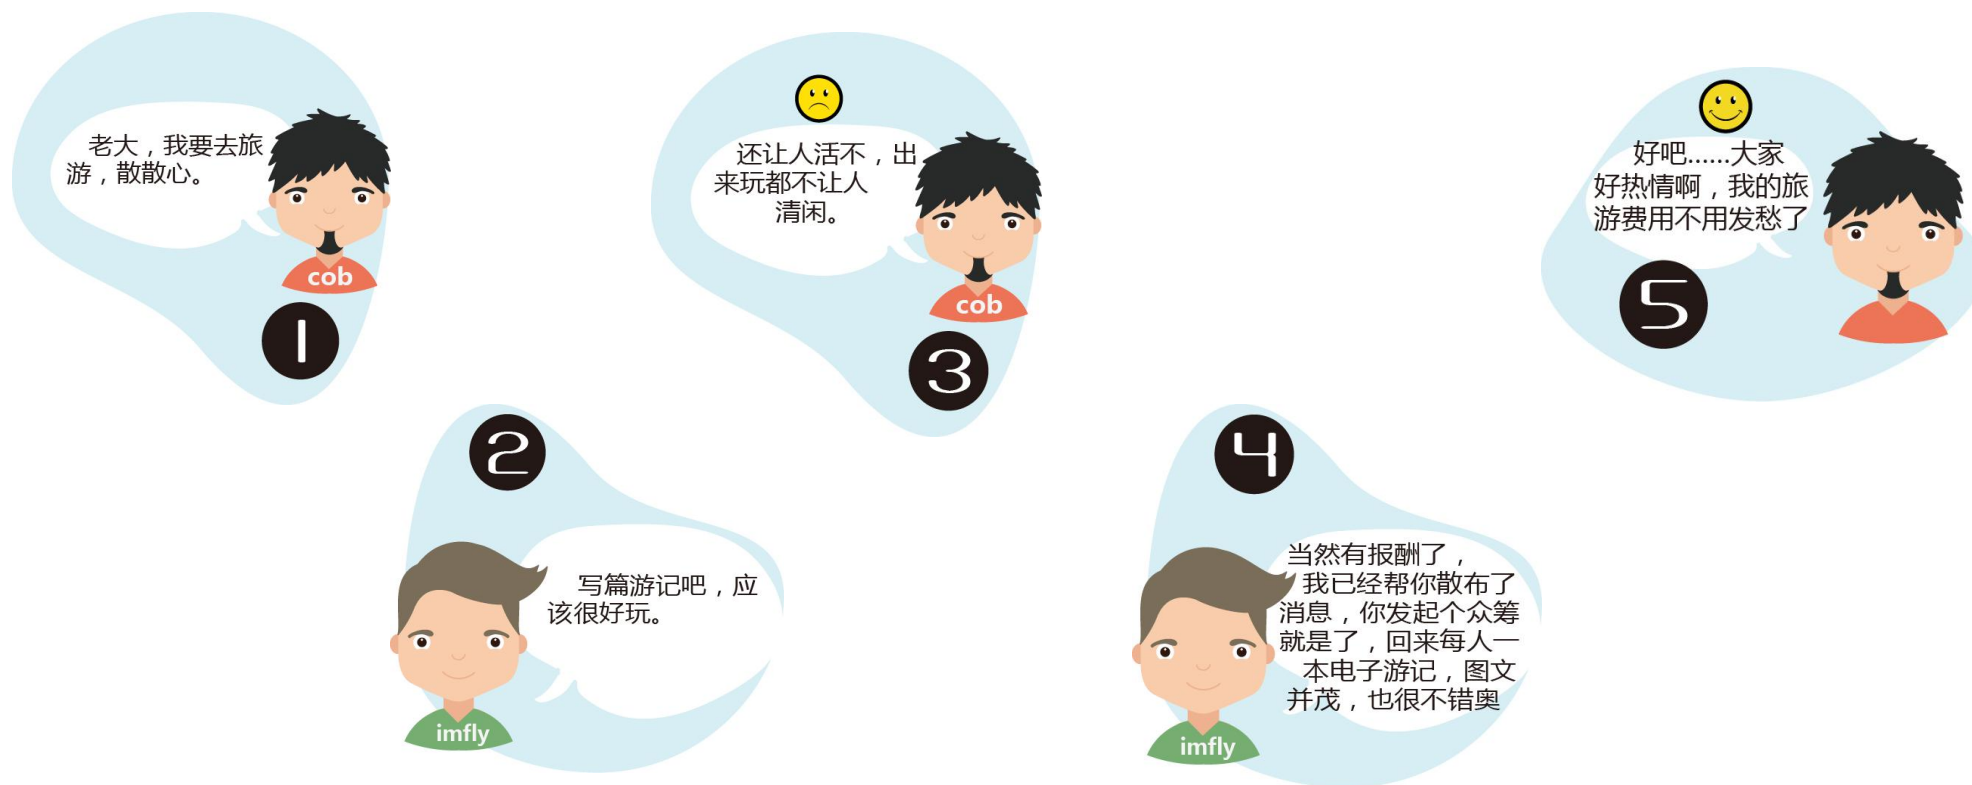 老大，我要去旅
游，散散心。
cob
1
2
写篇游记吧，应
该很好玩。
imfly
还让人活不，出
来玩都不让人
清闲。
cob
3
4
当然有报酬了，
我已经帮你散布了
消息，你发起个众筹
就是了，回来每人一
本电子游记，图文
并茂，也很不错奥
imfly
好吧......大家
好热情啊，我的旅
游费用不用发愁了
5